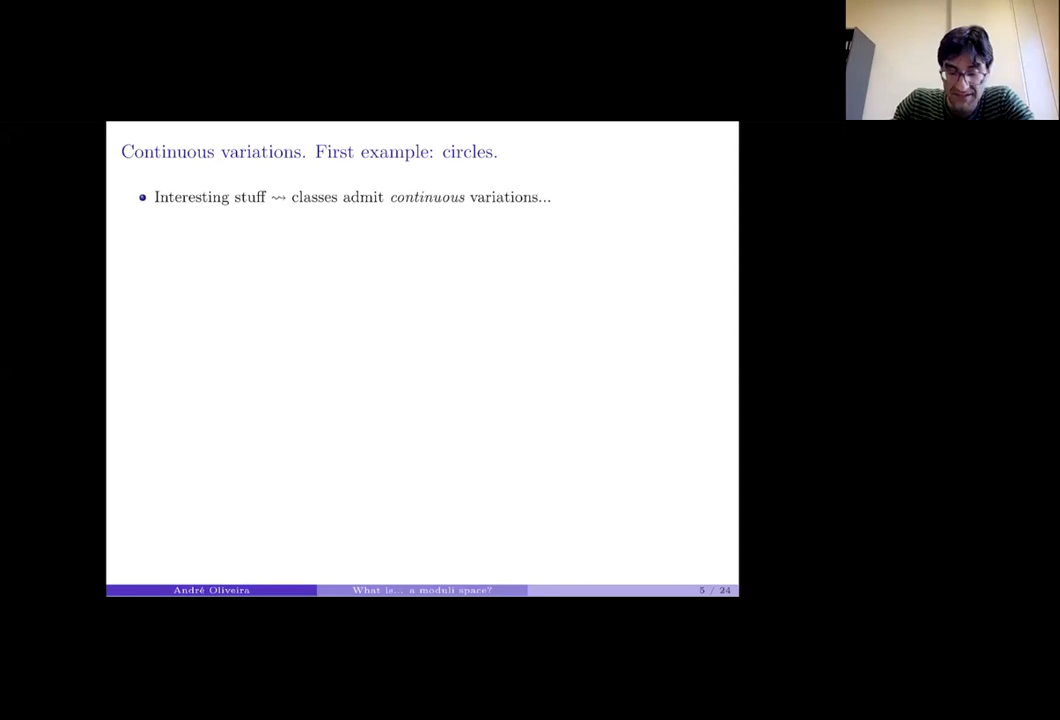 Continuous variations. First example: circles.
Interesting stuff ⇝ classes admit continuous variations...
André Oliveira
What is... a moduli space?
5 / 24